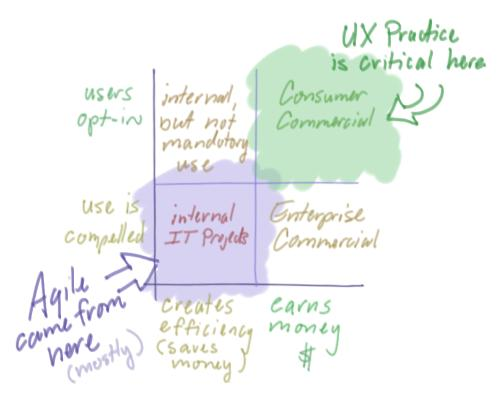 UX Practice
is critical here
users
opt-in
internal,
but not
mandatory
use
Consumer
Commercial
use is
compelled
internal
IT Projects
Enterprise
Commercial
Agile
came from
here
(mostly)
creates
efficiency
(saves
money)
earns
money
$